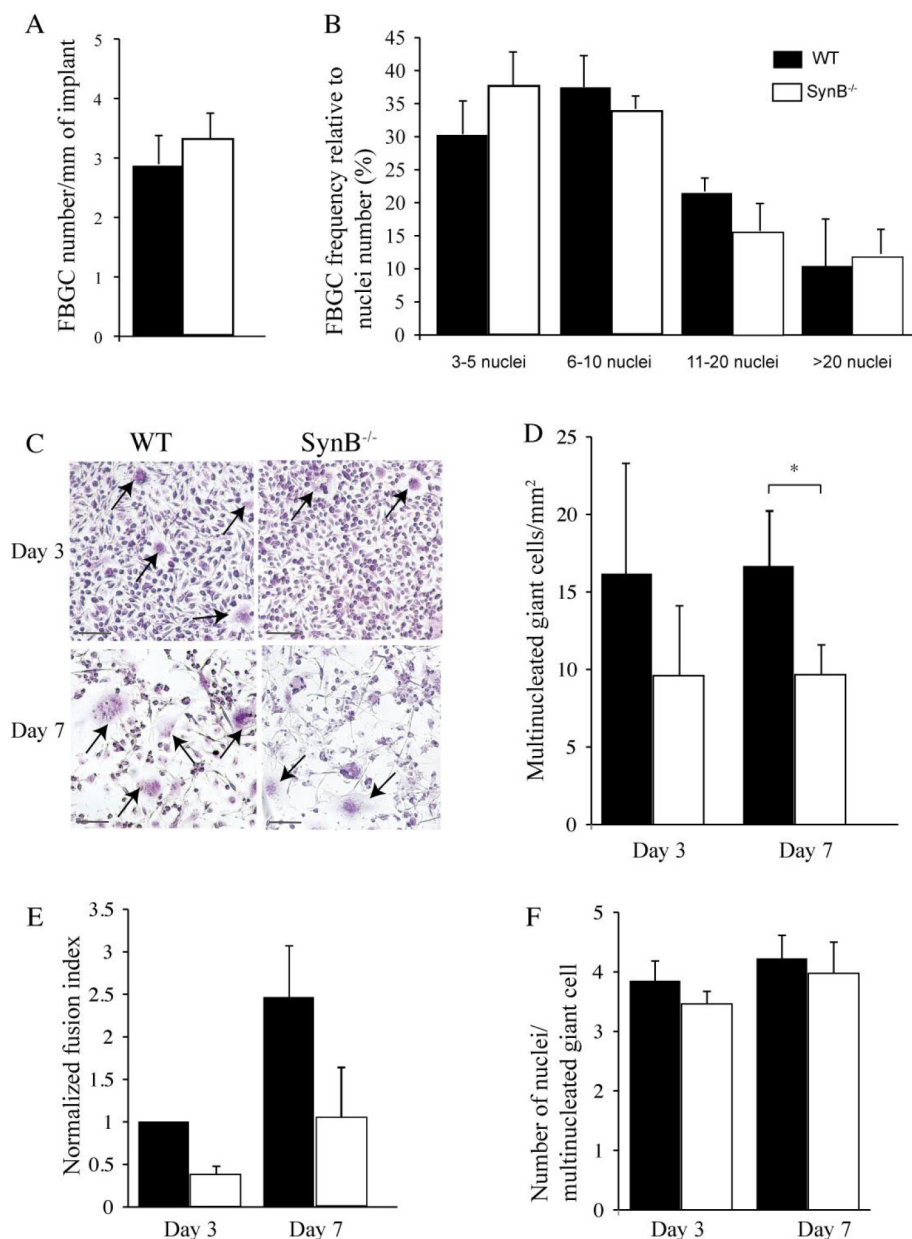 A
FBGC number/mm of implant
5
4
3
2
1
0
B
FBGC frequency relative to
nuclei number (%)
45
40
35
30
25
20
15
10
5
0
WT
SynB-/-
3-5 nuclei
6-10 nuclei
11-20 nuclei
>20 nuclei
C
WT
SynB-/-
Day 3
Day 7
D
Multinucleated giant cells/mm2
25
20
15
10
5
0
*
Day 3
Day 7
E
Normalized fusion index
3.5
3
2.5
2
1.5
1
0.5
0
Day 3
Day 7
F
Number of nuclei/
multinucleated giant cell
5
4
3
2
1
0
Day 3
Day 7